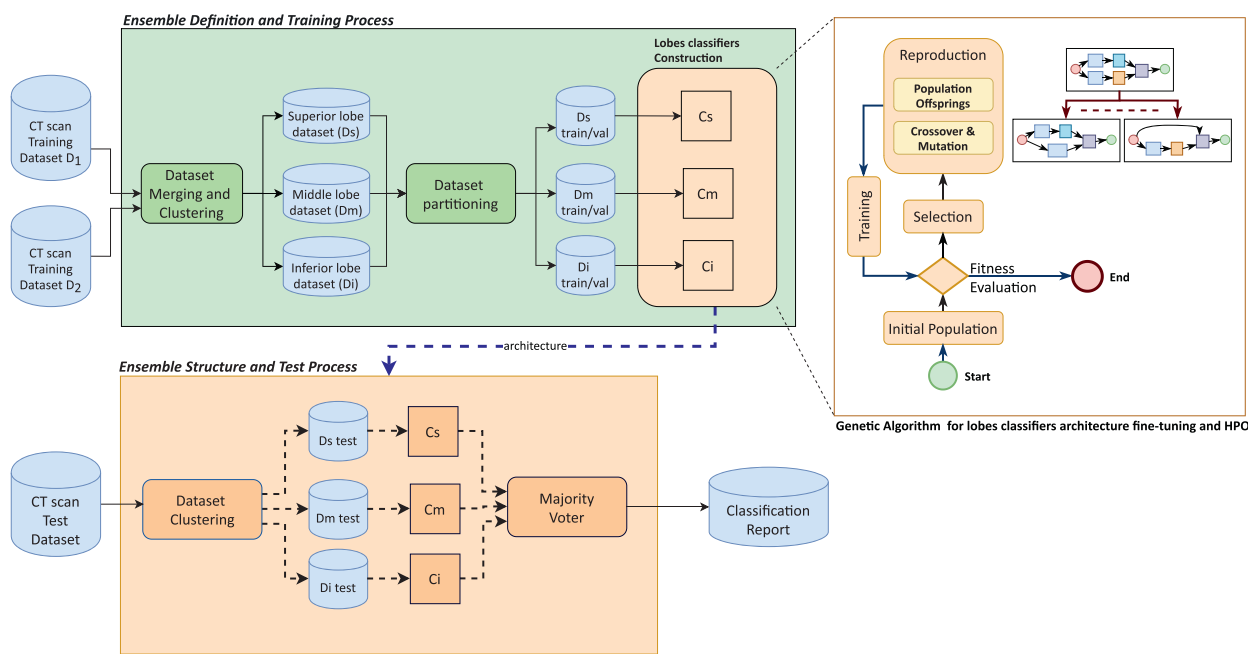 Ensemble Definition and Training Process
CT scan
Training
Dataset D1
CT scan
Training
Dataset D2
Dataset
Merging and
Clustering
Superior lobe
dataset (Ds)
Middle lobe
dataset (Dm)
Inferior lobe
dataset (Di)
Dataset
partitioning
Ds
train/val
Dm
train/val
Di
train/val
Lobes classifiers
Construction
Cs
Cm
Ci
architecture
Reproduction
Population
Offsprings
Crossover &
Mutation
Training
Selection
Fitness
Evaluation
End
Initial Population
Start
Genetic Algorithm for lobes classifiers architecture fine-tuning and HPO
Ensemble Structure and Test Process
CT scan
Test
Dataset
Dataset
Clustering
Ds test
Dm test
Di test
Cs
Cm
Ci
Majority
Voter
Classification
Report